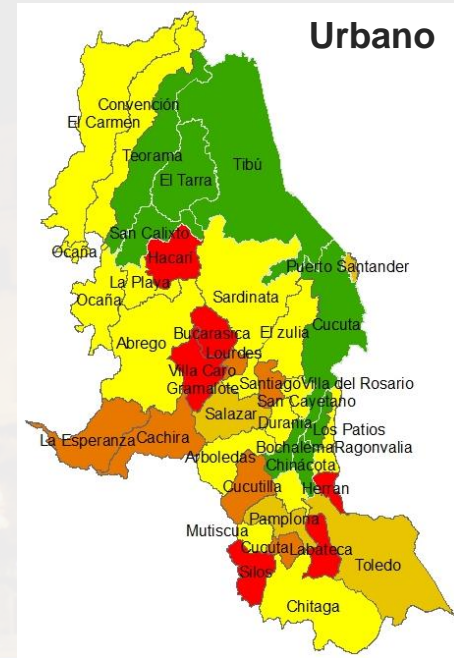 Urbano
Convención
El Carmen
Teorama
Tibú
El Tarra
San Calixto
Ocaña
Hacarí
Puerto Santander
La Playa
Ocaña
Sardinata
Cucuta
Bucarasica
El zulia
Abrego
Lourdes
Villa Caro
Santiago
Villa del Rosario
Gramalote
San Cayetano
Salazar
Durania
Los Patios
La Esperanza
Cachira
Bochalema
Ragonvalia
Arboledas
Chinácota
Cucutilla
Herran
Pamplona
Mutiscua
Cucuta
Labateca
Toledo
Silos
Chitaga